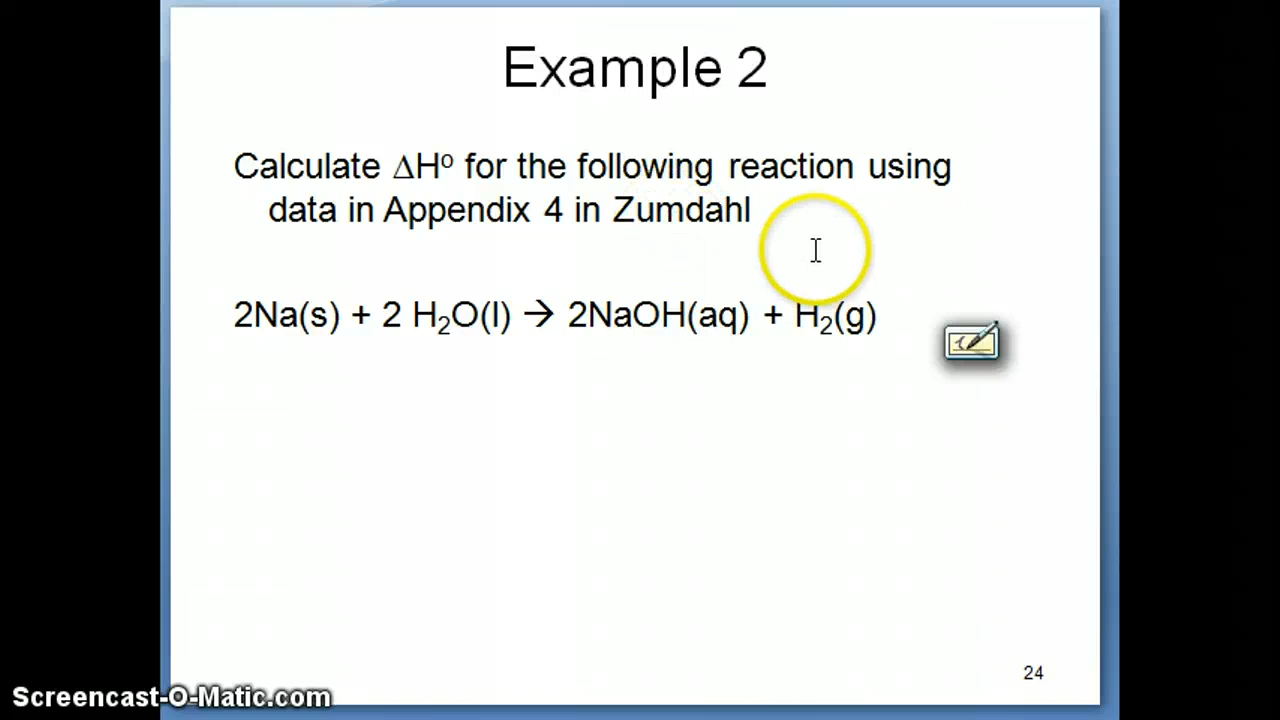 Example 2
Calculate ΔHº for the following reaction using
data in Appendix 4 in Zumdahl
2Na(s) + 2 H₂O(l) → 2NaOH(aq) + H₂(g)
24
Screencast-O-Matic.com